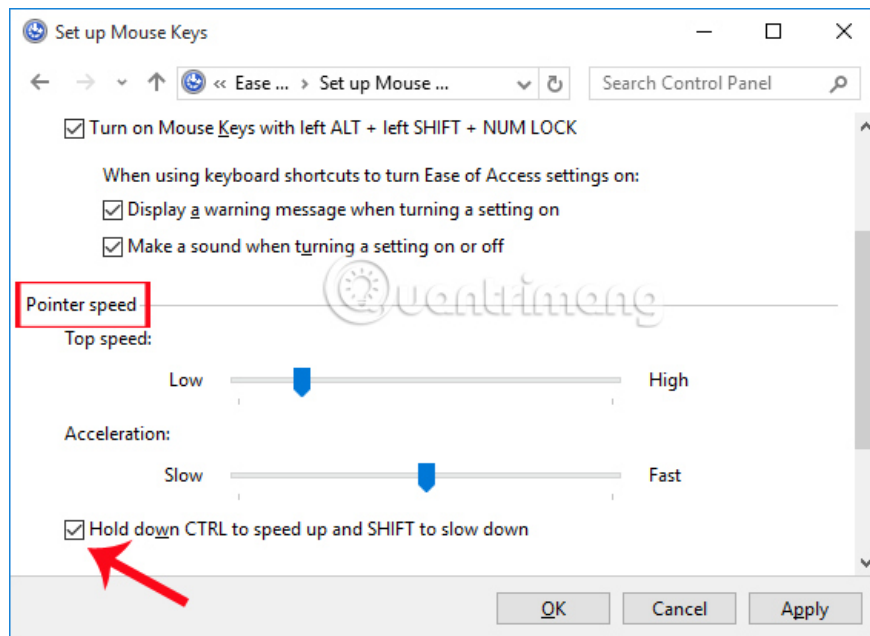 Set up Mouse Keys
« Ease ... › Set up Mouse ...
Search Control Panel
Turn on Mouse Keys with left ALT + left SHIFT + NUM LOCK
When using keyboard shortcuts to turn Ease of Access settings on:
Display a warning message when turning a setting on
Make a sound when turning a setting on or off
Quantrimang
Pointer speed
Top speed:
Low High
Acceleration:
Slow Fast
Hold down CTRL to speed up and SHIFT to slow down
OK Cancel Apply